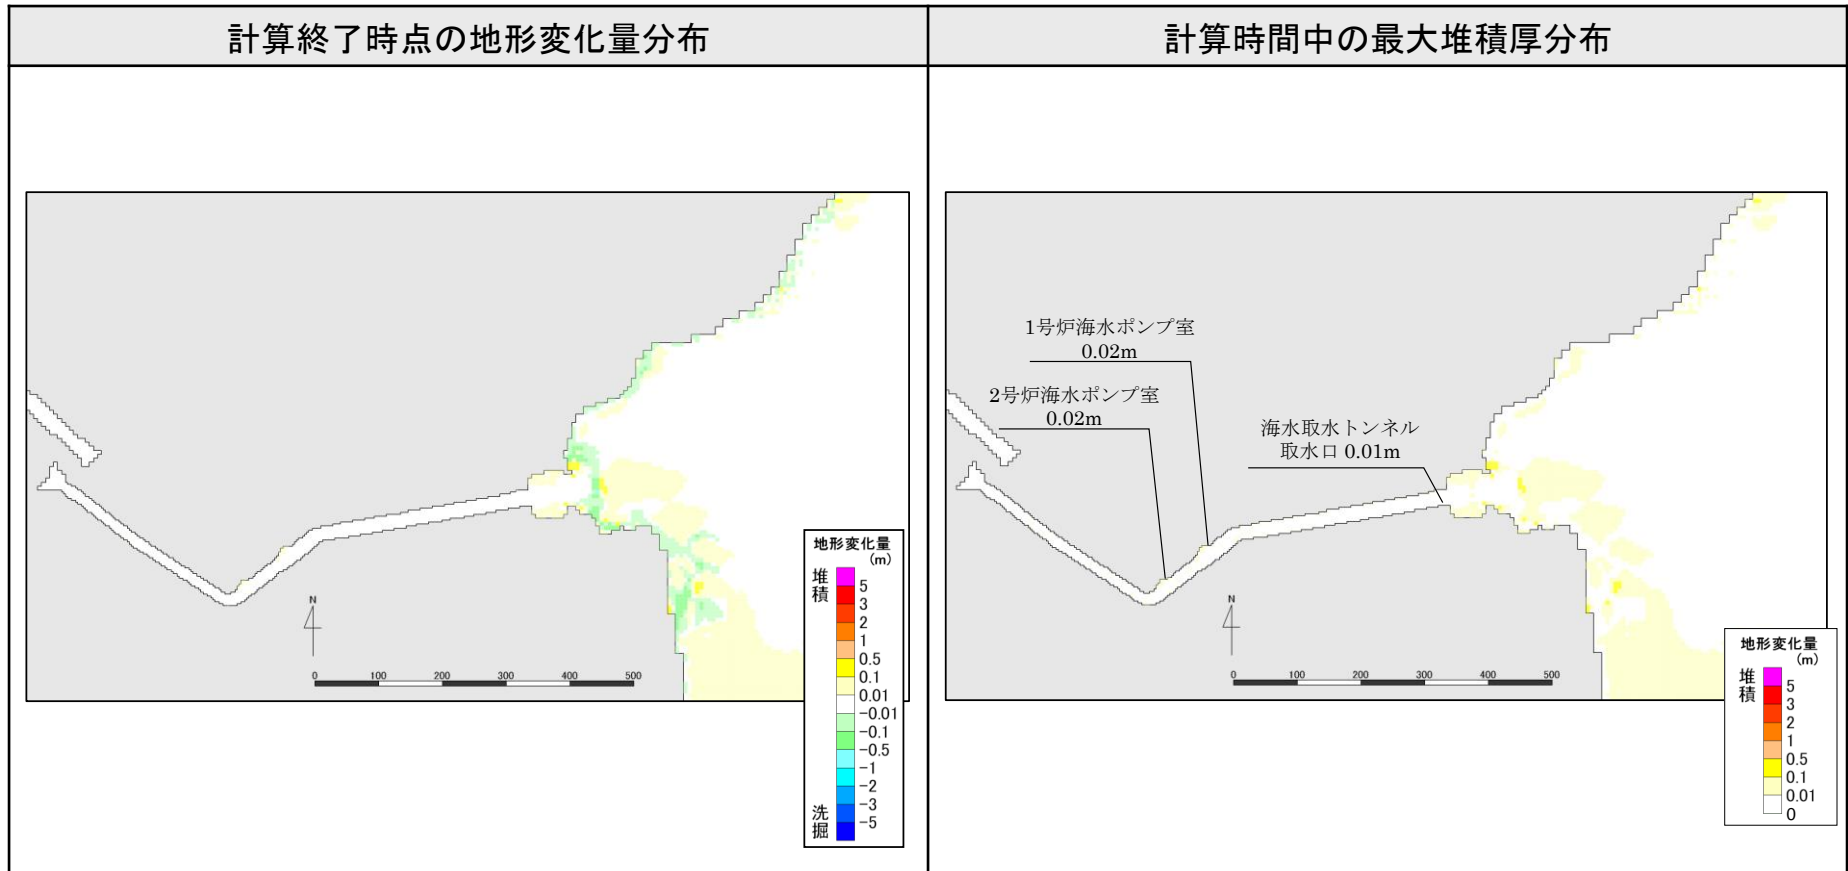 計算終了時点の地形変化量分布
計算時間中の最大堆積厚分布
N
0 100 200 300 400 500
地形変化量
(m)
堆積
5
3
2
1
0.5
0.1
0.01
-0.01
-0.1
-0.5
-1
-2
-3
-5
洗掘
1号炉海水ポンプ室
0.02m
2号炉海水ポンプ室
0.02m
海水取水トンネル
取水口 0.01m
N
0 100 200 300 400 500
地形変化量
(m)
堆積
5
3
2
1
0.5
0.1
0.01
0